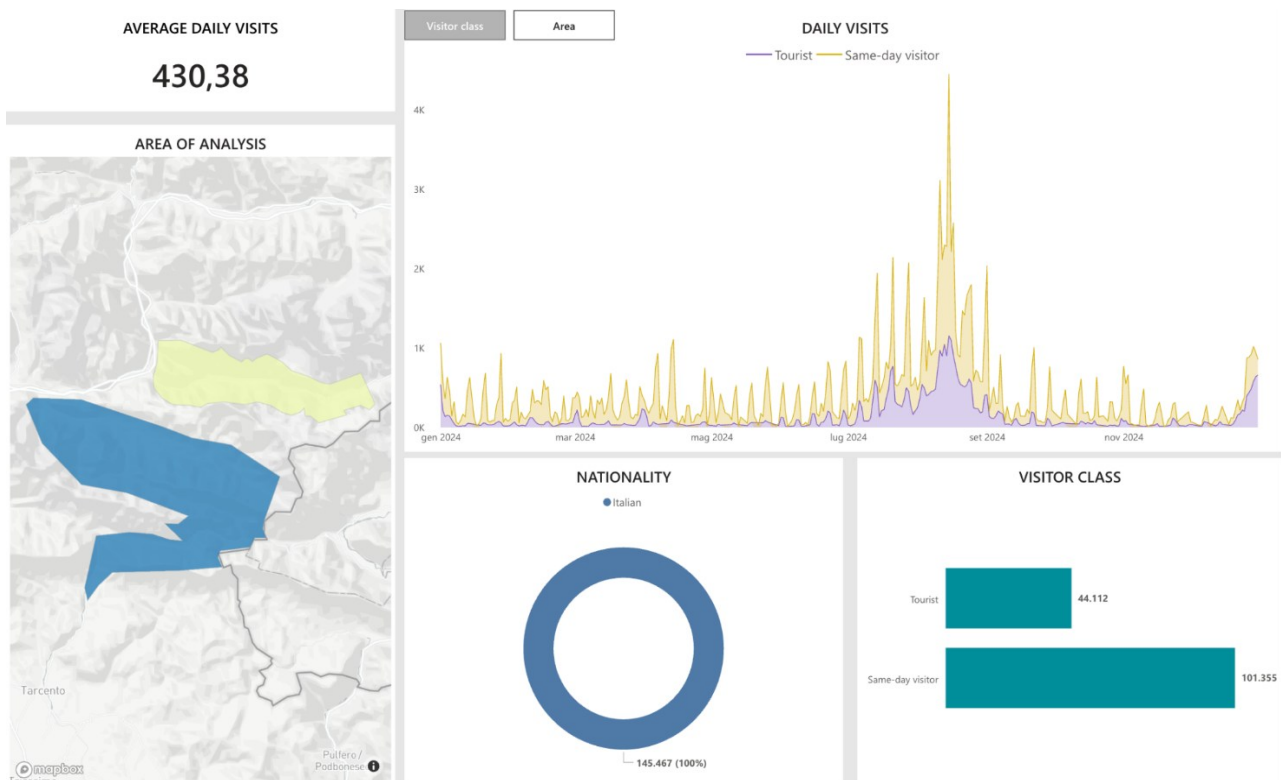 AVERAGE DAILY VISITS
430,38
AREA OF ANALYSIS
Tarcento
Pulfero /
Podbonese
mapbox
Visitor class
Area
DAILY VISITS
Tourist
Same-day visitor
4K
3K
2K
1K
0K
gen 2024
mar 2024
mag 2024
lug 2024
set 2024
nov 2024
NATIONALITY
Italian
145.467 (100%)
VISITOR CLASS
Tourist
44.112
Same-day visitor
101.355